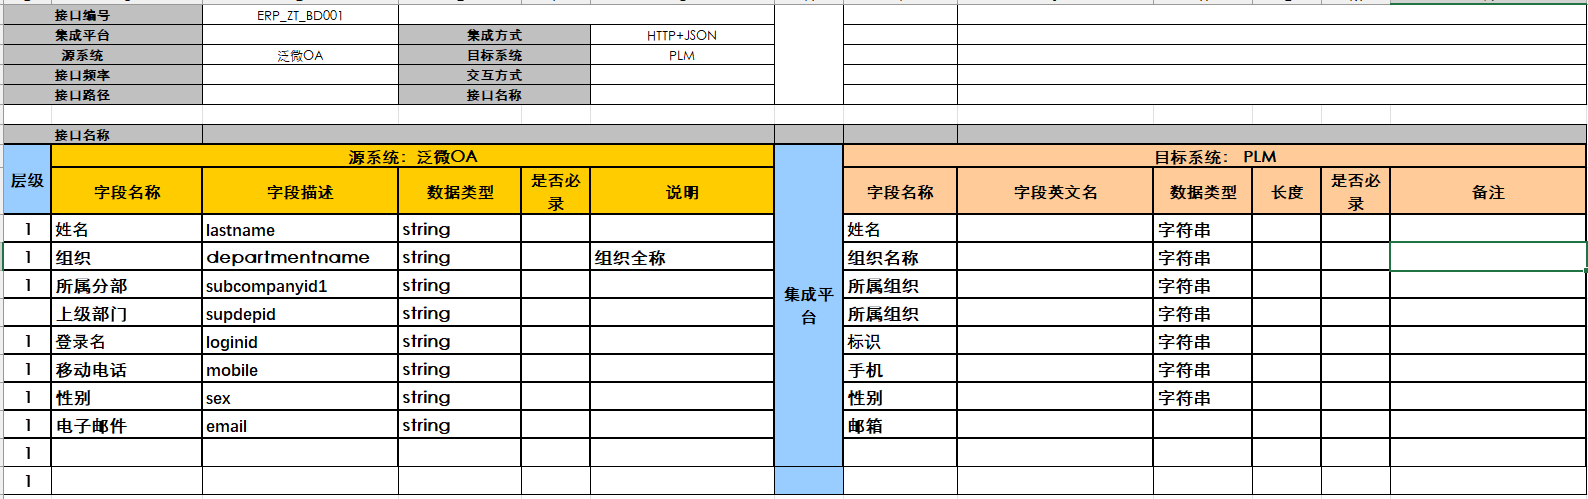 接口编号 ERP_ZT_BD001
集成平台 集成方式 HTTP+JSON
源系统 泛微OA 目标系统 PLM
接口频率 交互方式
接口路径 接口名称
接口名称
源系统：泛微OA 目标系统： PLM
层级 字段名称 字段描述 数据类型 是否必录 说明 字段名称 字段英文名 数据类型 长度 是否必录 备注
1 姓名 lastname string 姓名 字符串
1 组织 departmentname string 组织全称 组织名称 字符串
1 所属分部 subcompanyid1 string 所属组织 字符串
上级部门 supdepid string 所属组织 字符串
集成平台
1 登录名 loginid string 标识 字符串
1 移动电话 mobile string 手机 字符串
1 性别 sex string 性别 字符串
1 电子邮件 email string 邮箱
1
1